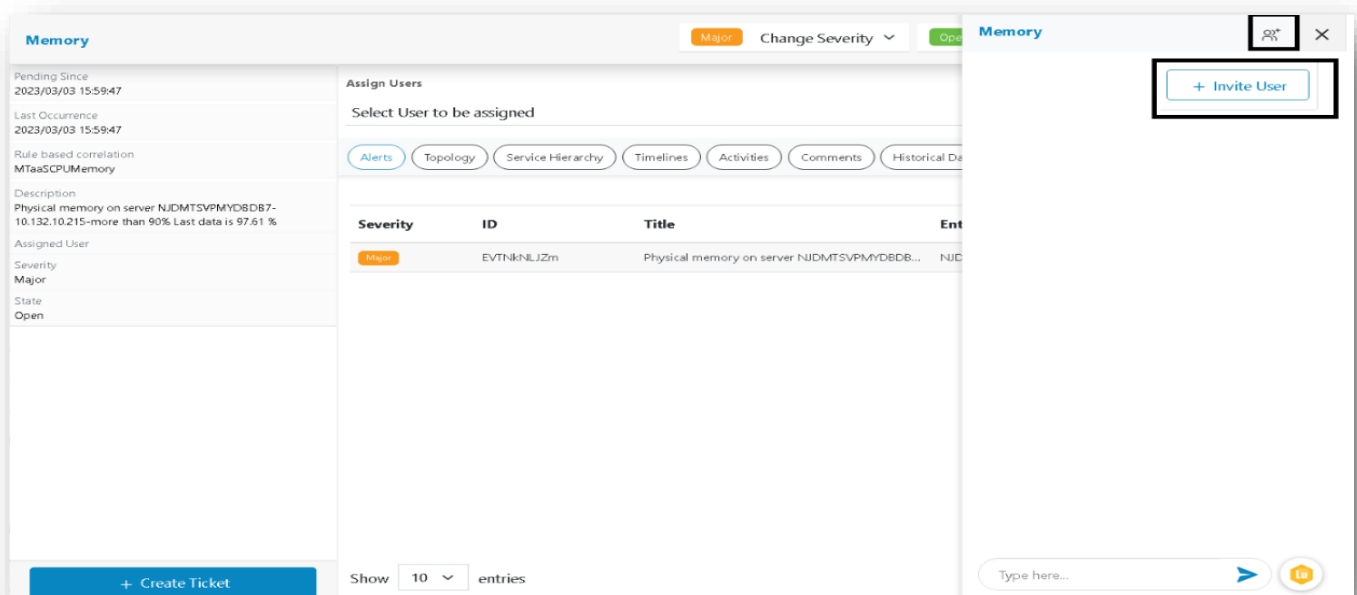 Memory
Major
Change Severity
Ope
Memory
+ Invite User
Pending Since
2023/03/03 15:59:47
Last Occurrence
2023/03/03 15:59:47
Rule based correlation
MTaaSCPUMemory
Description
Physical memory on server NJDMTSVPMYDBDB7-
10.132.10.215-more than 90% Last data is 97.61 %
Assigned User
Severity
Major
State
Open
+ Create Ticket
Assign Users
Select User to be assigned
Alerts
Topology
Service Hierarchy
Timelines
Activities
Comments
Historical Da
Severity ID Title Ent
Major EVTNkNLJZm Physical memory on server NJDMTSVPMYDBDB... NJD
Show 10 entries
Type here...
Lu